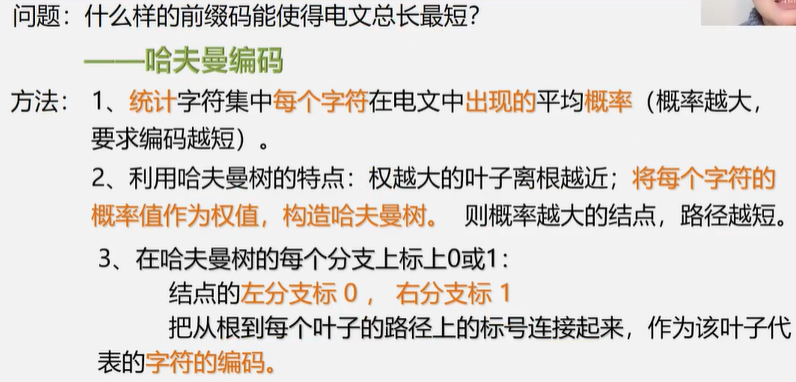 问题：什么样的前缀码能使得电文总长最短？
——哈夫曼编码
方法：1、统计字符集中每个字符在电文中出现的平均概率（概率越大，
要求编码越短）。
2、利用哈夫曼树的特点：权越大的叶子离根越近；将每个字符的
概率值作为权值，构造哈夫曼树。则概率越大的结点，路径越短。
3、在哈夫曼树的每个分支上标上0或1：
结点的左分支标 0 ， 右分支标 1
把从根到每个叶子的路径上的标号连接起来，作为该叶子代
表的字符的编码。